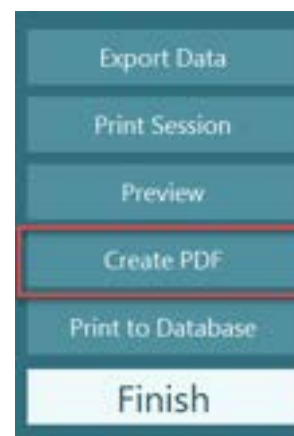 Export Data
Print Session
Preview
Create PDF
Print to Database
Finish